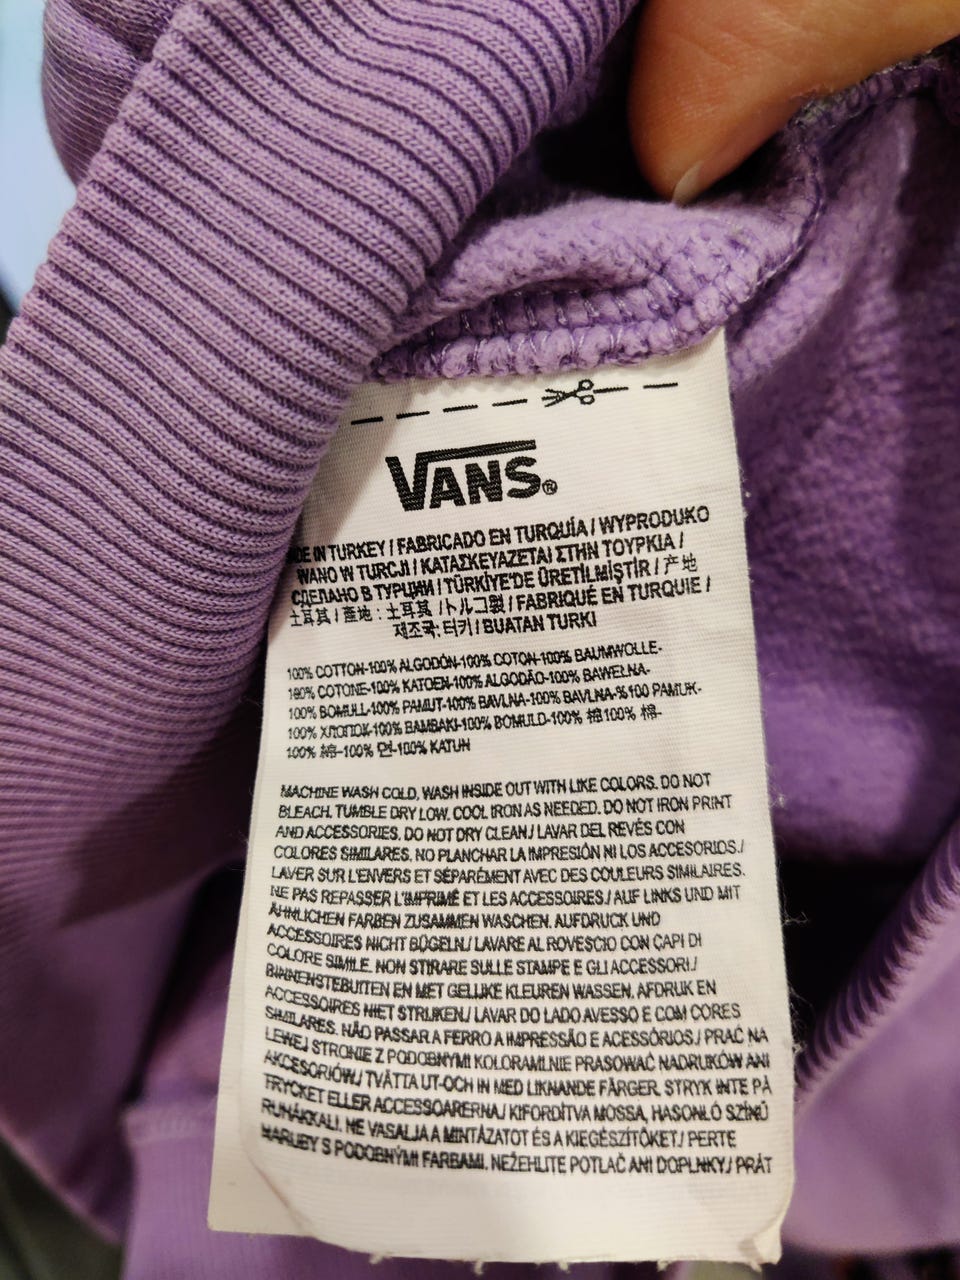 VANS®
DE IN TURKEY / FABRICADO EN TURQUÍA / WYPRODUKO
WANO W TURCJI / ΚΑΤΑΣΚΕΥΑΖΕΤΑΙ ΣΤΗΝ ΤΟΥΡΚΙΑ /
СДЕЛАНО В ТУРЦИИ / TÜRKİYE'DE ÜRETİLMİŞTİR / 产地
土耳其 / 產地 : 土耳其 / トルコ製 / FABRIQUÉ EN TURQUIE /
제조국: 터키 / BUATAN TURKI
100% COTTON-100% ALGODÓN-100% COTON-100% BAUMWOLLE-
100% COTONE-100% KATOEN-100% ALGODÃO-100% BAWEŁNA-
100% BOMULL-100% PAMUT-100% BAVLNA-100% BAVLNA-%100 PAMUK-
100% ХЛОПОК-100% BAMBAKI-100% BOMULD-100% 棉100% 棉-
100% 綿-100% 면-100% KATUN
MACHINE WASH COLD, WASH INSIDE OUT WITH LIKE COLORS. DO NOT
BLEACH. TUMBLE DRY LOW. COOL IRON AS NEEDED. DO NOT IRON PRINT
AND ACCESSORIES. DO NOT DRY CLEAN./ LAVAR DEL REVÉS CON
COLORES SIMILARES. NO PLANCHAR LA IMPRESIÓN NI LOS ACCESORIOS./
LAVER SUR L'ENVERS ET SÉPARÉMENT AVEC DES COULEURS SIMILAIRES.
NE PAS REPASSER L'IMPRIMÉ ET LES ACCESSOIRES./ AUF LINKS UND MIT
ÄHNLICHEN FARBEN ZUSAMMEN WASCHEN. AUFDRUCK UND
ACCESSOIRES NICHT BÜGELN./ LAVARE AL ROVESCIO CON CAPI DI
COLORE SIMILE. NON STIRARE SULLE STAMPE E GLI ACCESSORI./
BINNENSTEBUITEN EN MET GELIJKE KLEUREN WASSEN. AFDRUK EN
ACCESSOIRES NIET STRIJKEN./ LAVAR DO LADO AVESSO E COM CORES
SIMILARES. NÃO PASSAR A FERRO A IMPRESSÃO E ACESSÓRIOS./ PRAĆ NA
LEWEJ STRONIE Z PODOBNYMI KOLORAMI.NIE PRASOWAĆ NADRUKÓW ANI
AKCESORIÓW./ TVÄTTA UT-OCH IN MED LIKNANDE FÄRGER. STRYK INTE PÅ
TRYCKET ELLER ACCESSOARERNA./ KIFORDÍTVA MOSSA, HASONLÓ SZÍNŰ
RUHÁKKAL. NE VASALJA A MINTÁZATOT ÉS A KIEGÉSZÍTŐKET./ PERTE
NARUBY S PODOBNÝMI FARBAMI. NEŽEHLITE POTLAČ ANI DOPLNKY./ PRÁT